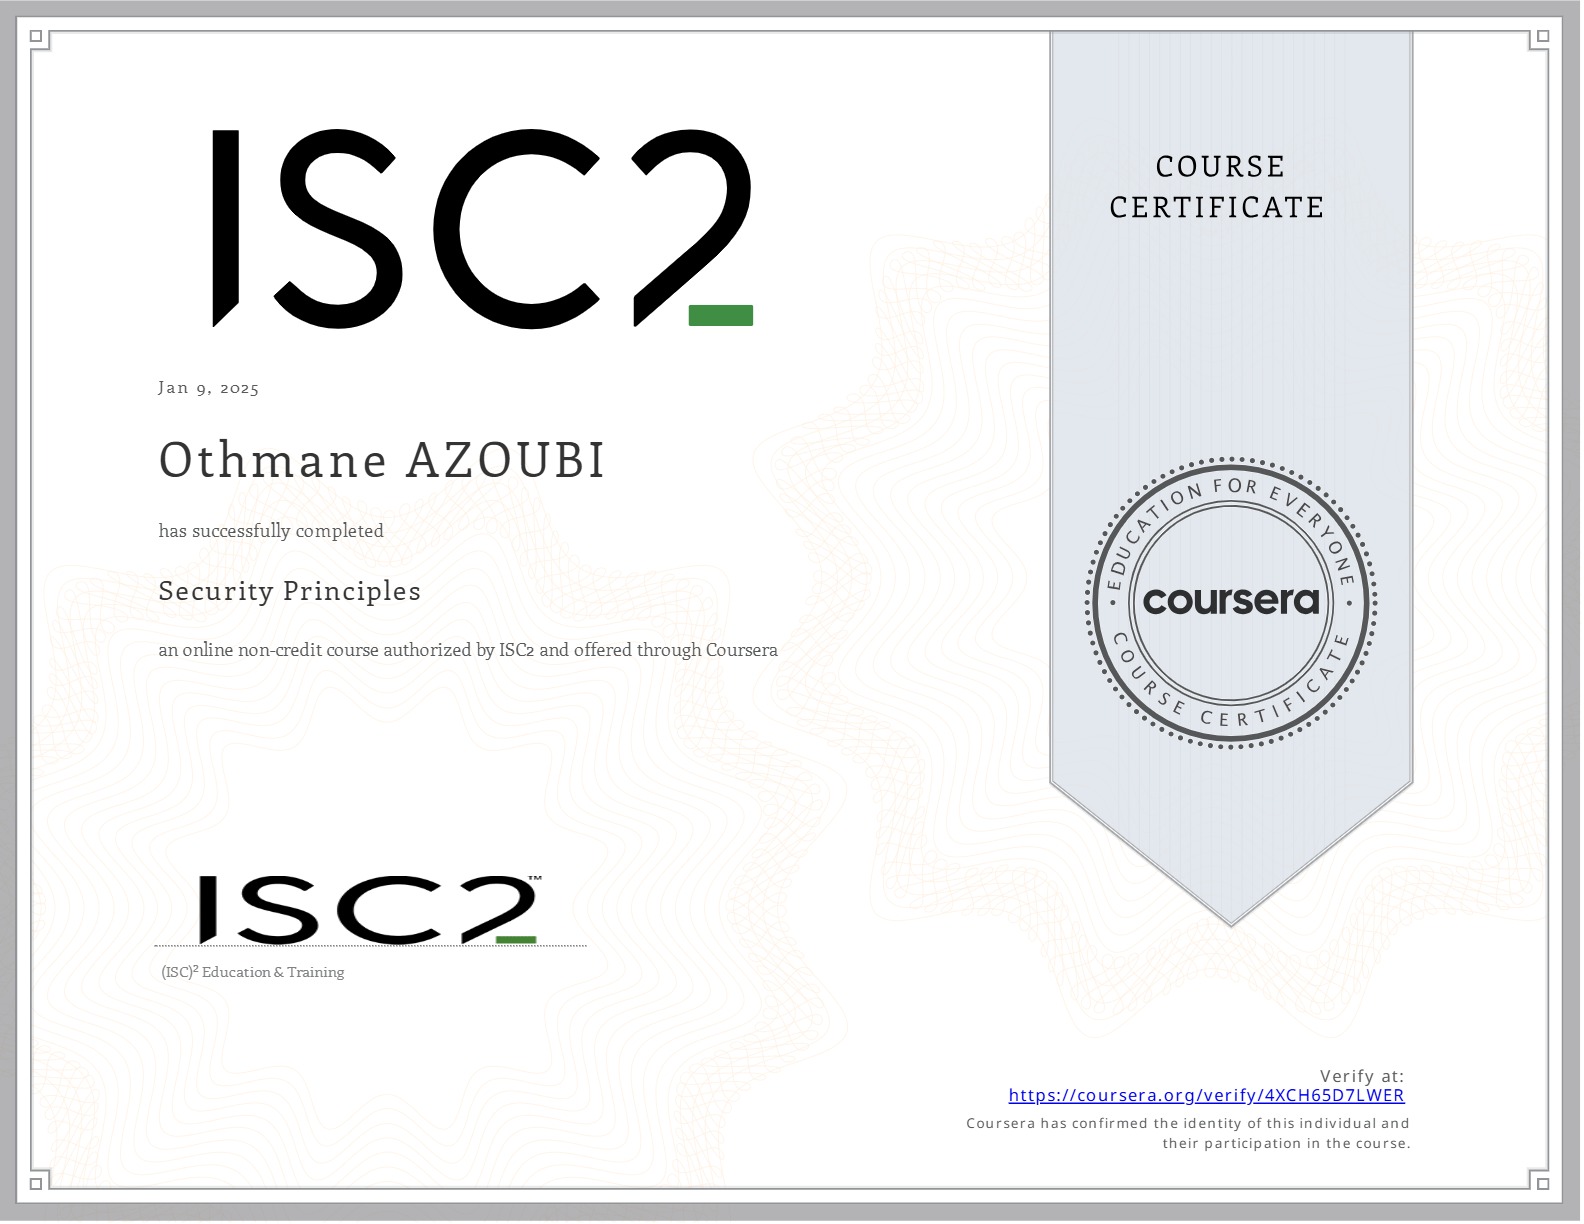 ISC2
COURSE
CERTIFICATE
Jan 9, 2025
Othmane AZOUBI
has successfully completed
Security Principles
an online non-credit course authorized by ISC2 and offered through Coursera
EDUCATION FOR EVERYONE
coursera
COURSE CERTIFICATE
ISC2™
(ISC)² Education & Training
Verify at:
https://coursera.org/verify/4XCH65D7LWER
Coursera has confirmed the identity of this individual and
their participation in the course.